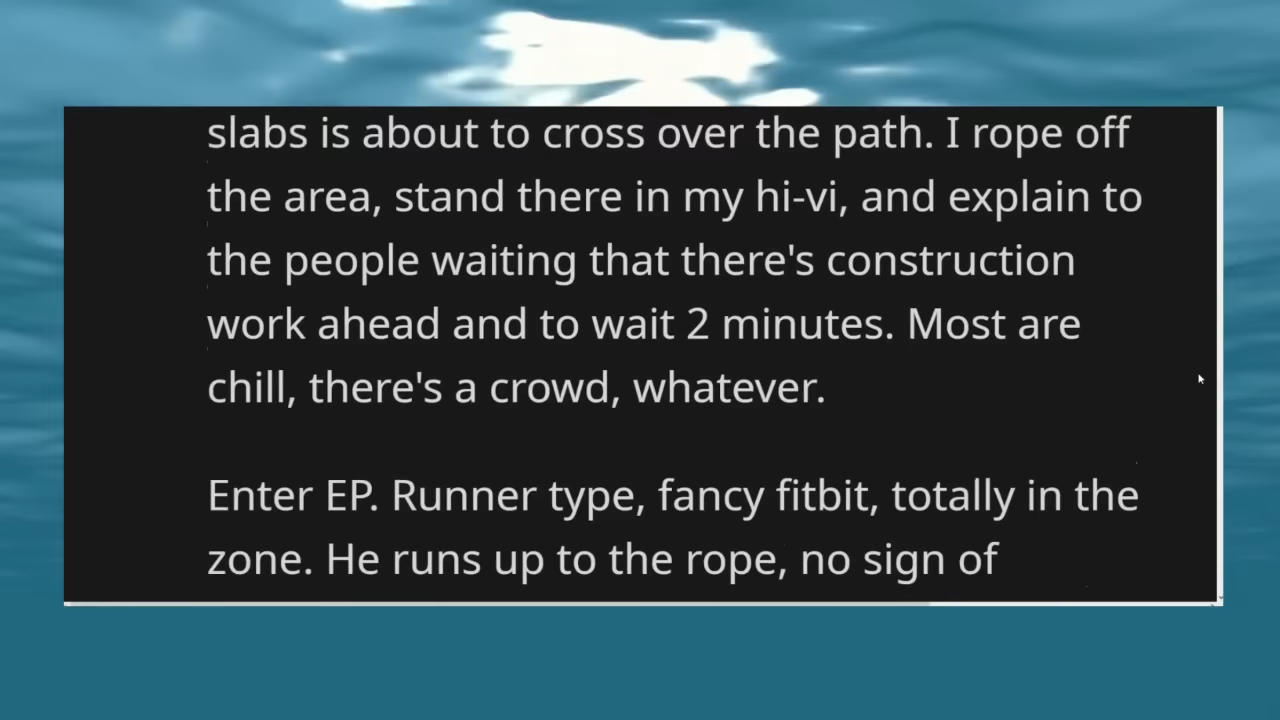 slabs is about to cross over the path. I rope off
the area, stand there in my hi-vi, and explain to
the people waiting that there's construction
work ahead and to wait 2 minutes. Most are
chill, there's a crowd, whatever.
Enter EP. Runner type, fancy fitbit, totally in the
zone. He runs up to the rope, no sign of